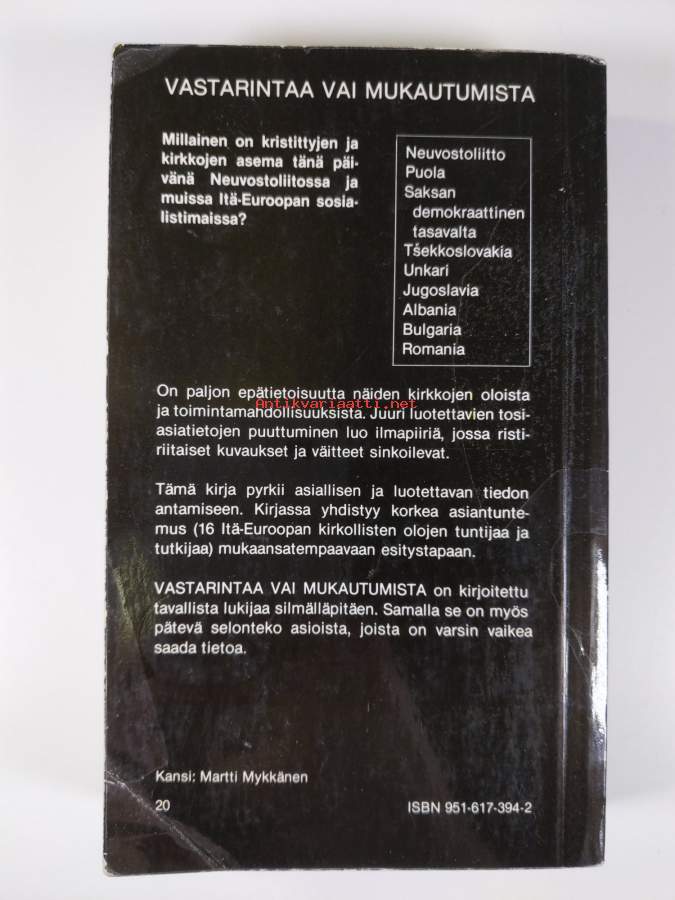 VASTARINTAA VAI MUKAUTUMISTA
Millainen on kristittyjen ja
kirkkojen asema tänä päi-
vänä Neuvostoliitossa ja
muissa Itä-Euroopan sosia-
listimaissa?
Neuvostoliitto
Puola
Saksan
demokraattinen
tasavalta
Tšekkoslovakia
Unkari
Jugoslavia
Albania
Bulgaria
Romania
On paljon epätietoisuutta näiden kirkkojen oloista
Antikvariaatti.net
ja toimintamahdollisuuksista. Juuri luotettavien tosi-
asiatietojen puuttuminen luo ilmapiiriä, jossa risti-
riitaiset kuvaukset ja väitteet sinkoilevat.
Tämä kirja pyrkii asiallisen ja luotettavan tiedon
antamiseen. Kirjassa yhdistyy korkea asiantunte-
mus (16 Itä-Euroopan kirkollisten olojen tuntijaa ja
tutkijaa) mukaansatempaavaan esitystapaan.
VASTARINTAA VAI MUKAUTUMISTA on kirjoitettu
tavallista lukijaa silmälläpitäen. Samalla se on myös
pätevä selonteko asioista, joista on varsin vaikea
saada tietoa.
Kansi: Martti Mykkänen
20
ISBN 951-617-394-2